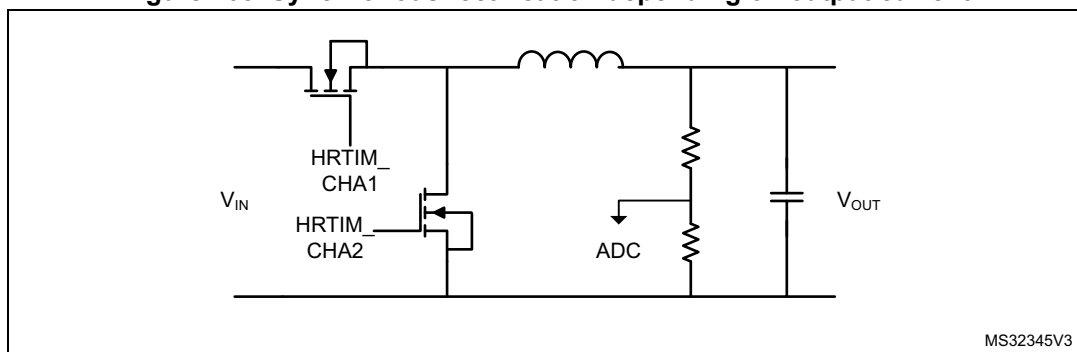 HRTIM_
CHA1
V_IN
HRTIM_
CHA2
ADC
V_OUT
MS32345V3